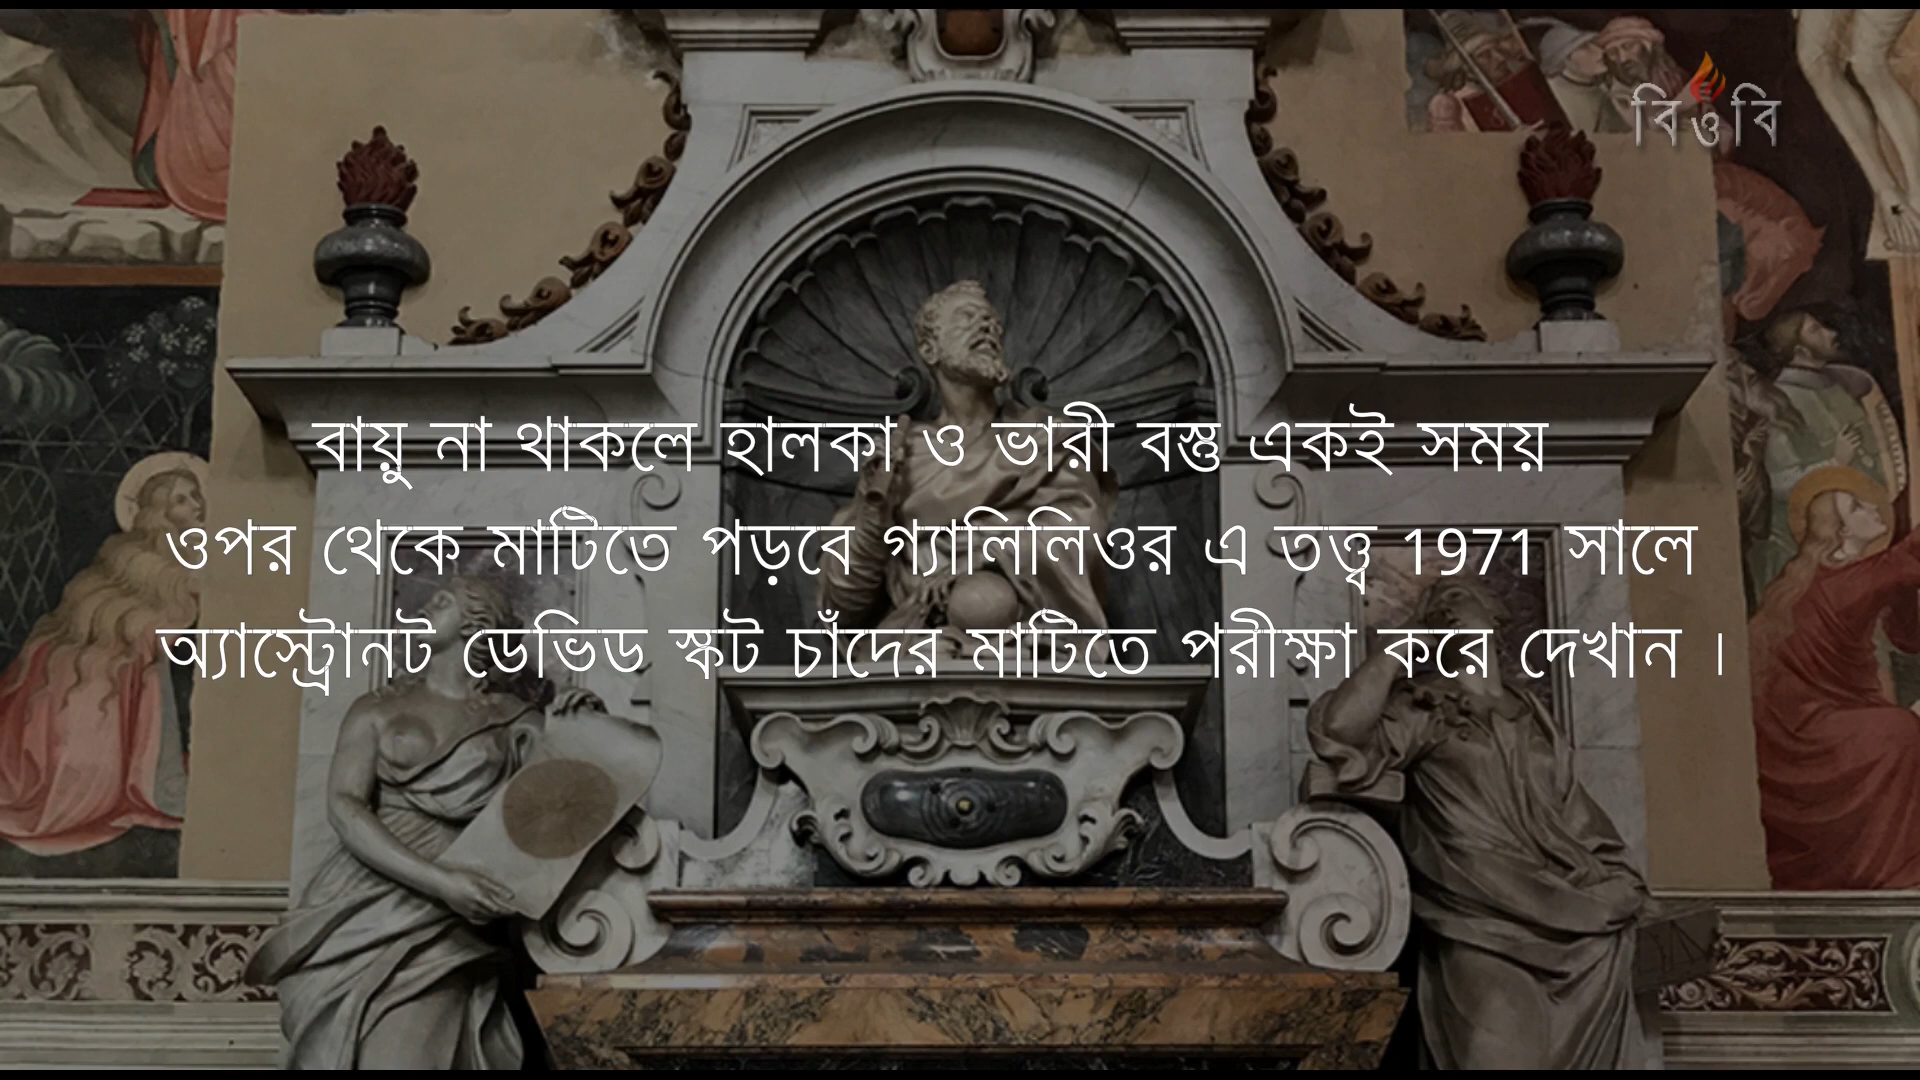 বিওবি
বায়ু না থাকলে হালকা ও ভারী বস্তু একই সময়
ওপর থেকে মাটিতে পড়বে গ্যালিলিওর এ তত্ত্ব 1971 সালে
অ্যাস্ট্রোনট ডেভিড স্কট চাঁদের মাটিতে পরীক্ষা করে দেখান ।